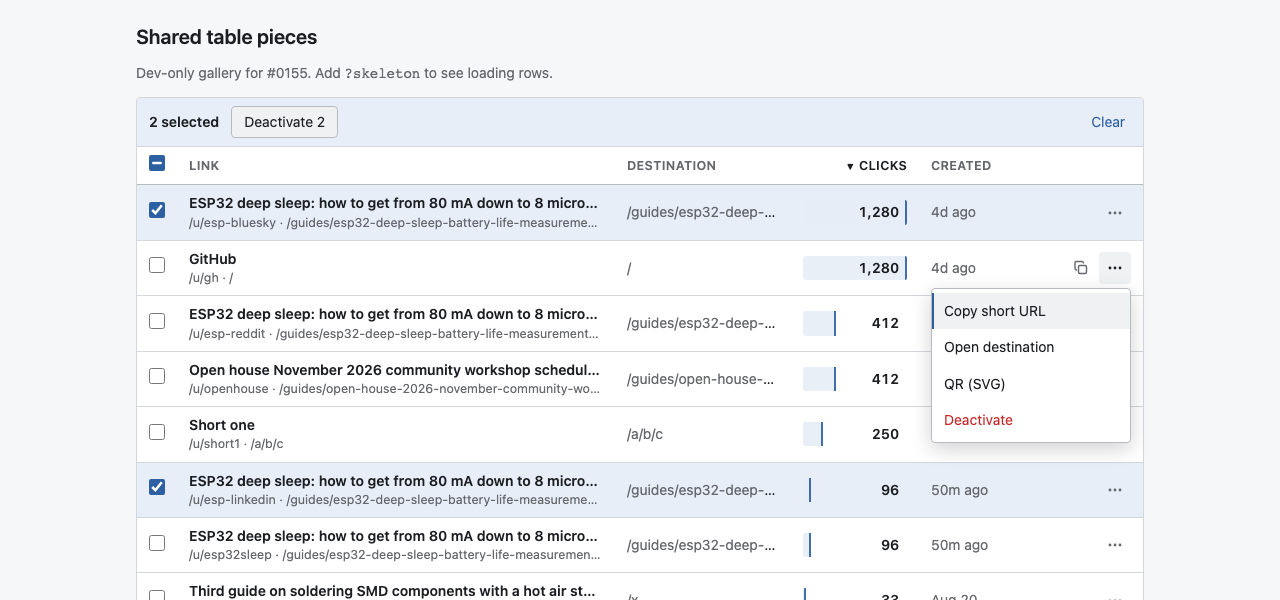 Shared table pieces
Dev-only gallery for #0155. Add ?skeleton to see loading rows.
2 selected Deactivate 2 Clear
LINK DESTINATION ▼ CLICKS CREATED
ESP32 deep sleep: how to get from 80 mA down to 8 micro...
/u/esp-bluesky · /guides/esp32-deep-sleep-battery-life-measureme...
/guides/esp32-deep-... 1,280 4d ago
GitHub
/u/gh · /
/ 1,280 4d ago
Copy short URL
Open destination
QR (SVG)
Deactivate
ESP32 deep sleep: how to get from 80 mA down to 8 micro...
/u/esp-reddit · /guides/esp32-deep-sleep-battery-life-measurement...
/guides/esp32-deep-... 412
Open house November 2026 community workshop schedul...
/u/openhouse · /guides/open-house-2026-november-community-wo...
/guides/open-house-... 412
Short one
/u/short1 · /a/b/c
/a/b/c 250
ESP32 deep sleep: how to get from 80 mA down to 8 micro...
/u/esp-linkedin · /guides/esp32-deep-sleep-battery-life-measureme...
/guides/esp32-deep-... 96 50m ago
ESP32 deep sleep: how to get from 80 mA down to 8 micro...
/u/esp32sleep · /guides/esp32-deep-sleep-battery-life-measuremen...
/guides/esp32-deep-... 96 50m ago
Third guide on soldering SMD components with a hot air st...
/x 33 Aug 20